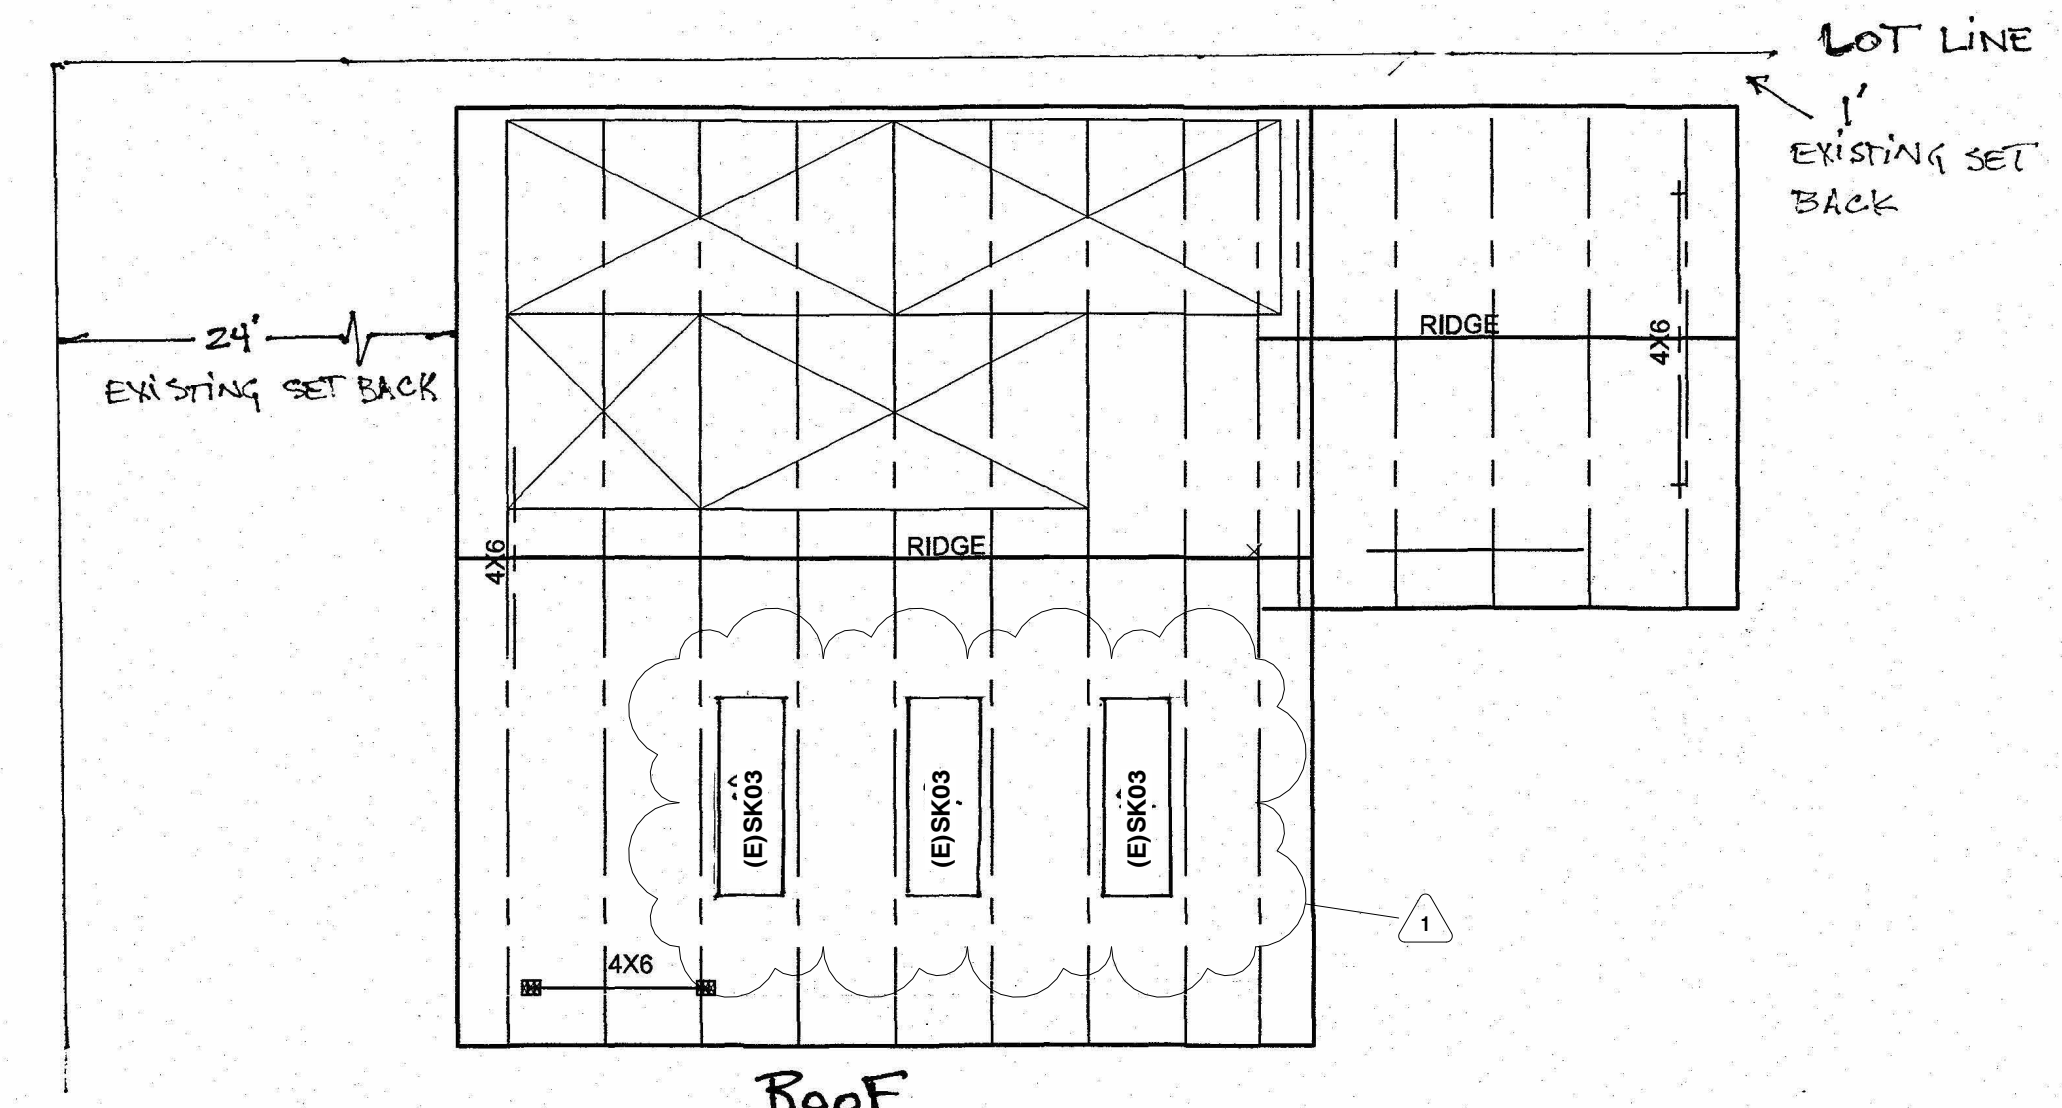 LOT LINE
1'
EXISTING SET
BACK
24'
EXISTING SET BACK
RIDGE
4X6
RIDGE
4X6
(E)SK03
(E)SK03
(E)SK03
1
4X6
ROOF